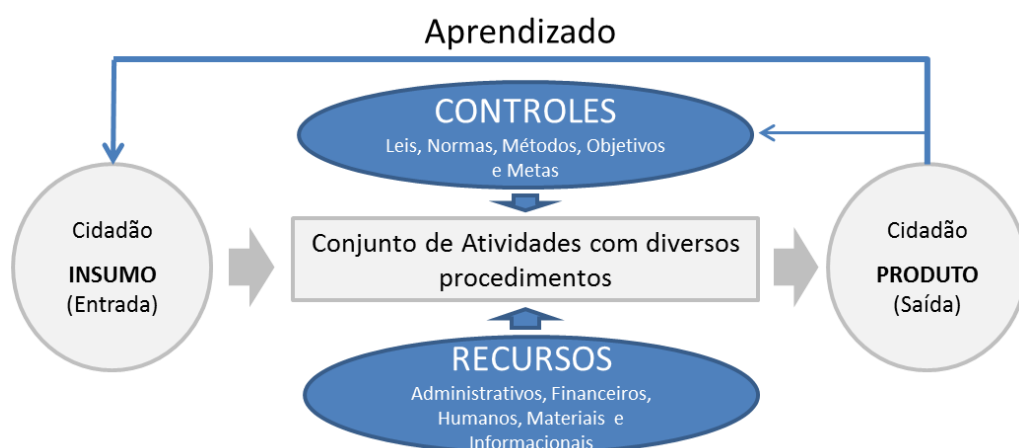 Aprendizado
CONTROLES
Leis, Normas, Métodos, Objetivos
e Metas
Cidadão
INSUMO
(Entrada)
Conjunto de Atividades com diversos
procedimentos
Cidadão
PRODUTO
(Saída)
RECURSOS
Administrativos, Financeiros,
Humanos, Materiais e
Informacionais